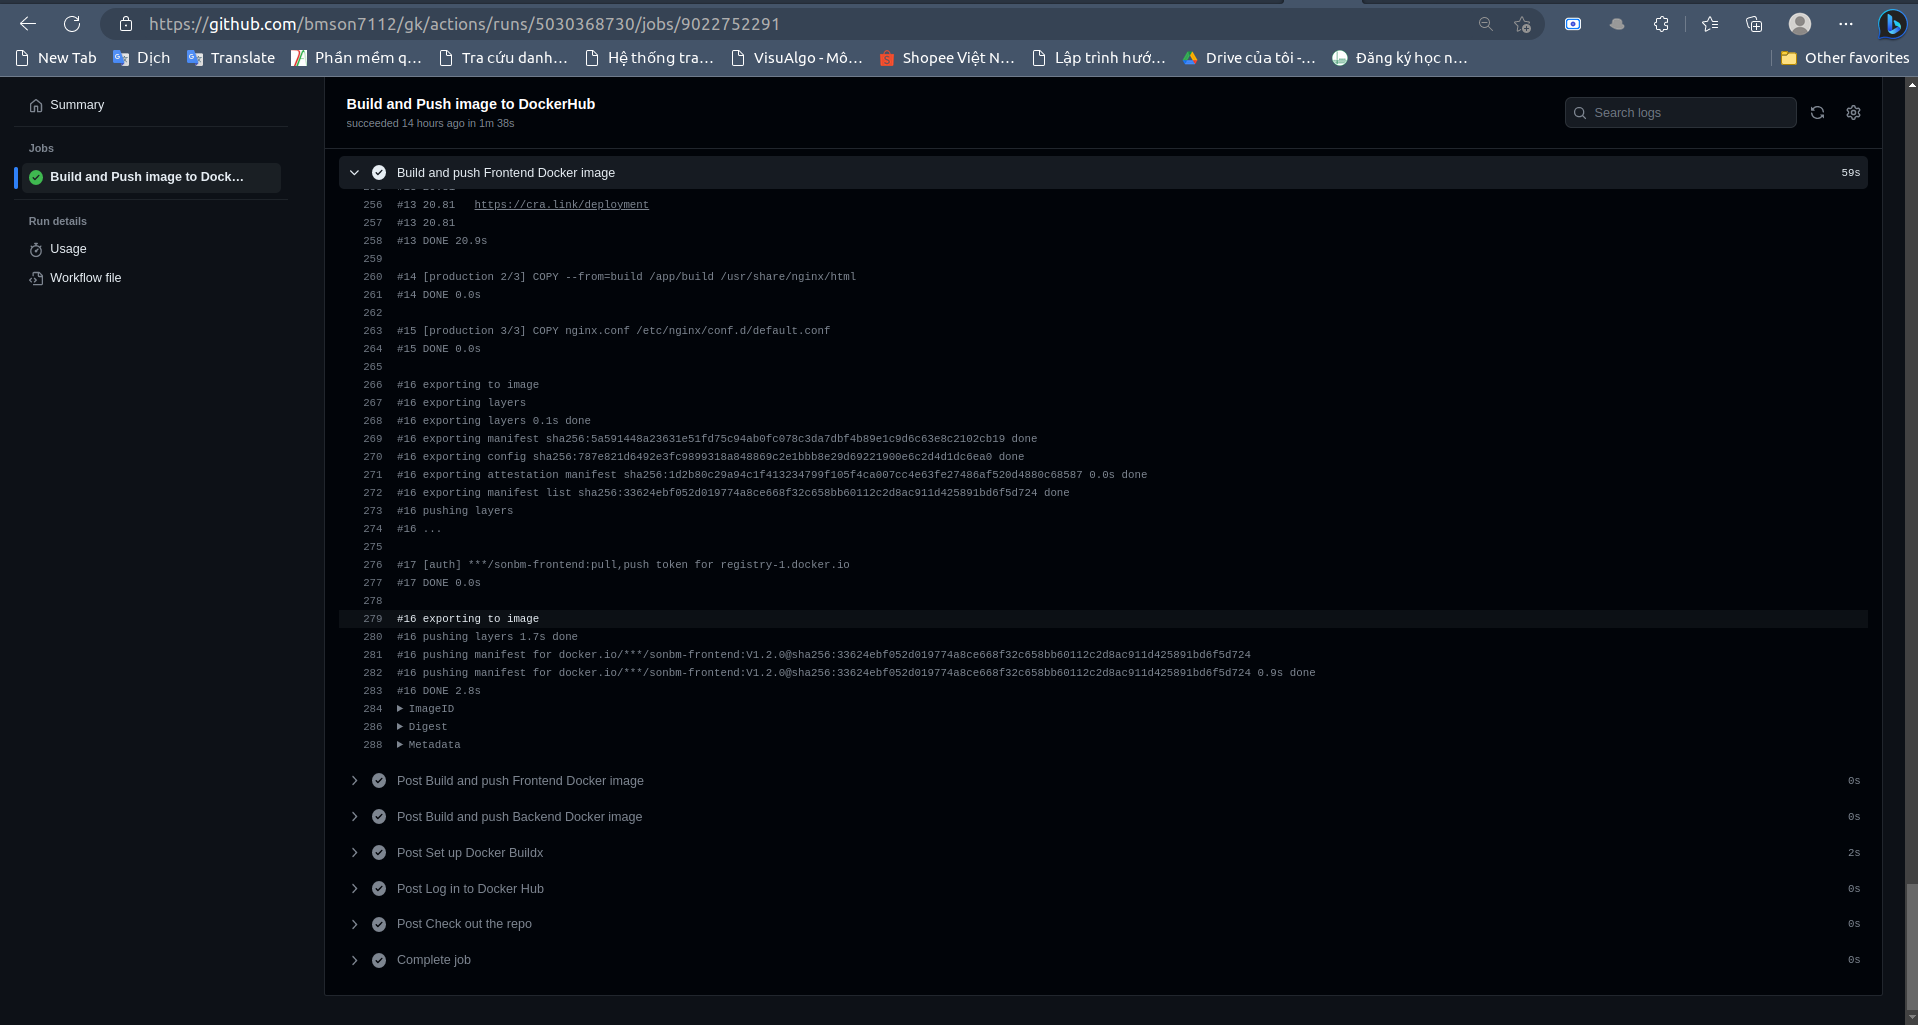 https://github.com/bmson7112/gk/actions/runs/5030368730/jobs/9022752291
New Tab Dịch Translate Phần mềm q... Tra cứu danh... Hệ thống tra... VisuAlgo - Mô... Shopee Việt N... Lập trình hướ... Drive của tôi -... Đăng ký học n... Other favorites
Summary
Jobs
Build and Push image to Dock...
Run details
Usage
Workflow file
Build and Push image to DockerHub
succeeded 14 hours ago in 1m 38s
Search logs
Build and push Frontend Docker image 59s
256 #13 20.81 https://cra.link/deployment
257 #13 20.81
258 #13 DONE 20.9s
259
260 #14 [production 2/3] COPY --from=build /app/build /usr/share/nginx/html
261 #14 DONE 0.0s
262
263 #15 [production 3/3] COPY nginx.conf /etc/nginx/conf.d/default.conf
264 #15 DONE 0.0s
265
266 #16 exporting to image
267 #16 exporting layers
268 #16 exporting layers 0.1s done
269 #16 exporting manifest sha256:5a591448a23631e51fd75c94ab0fc078c3da7dbf4b89e1c9d6c63e8c2102cb19 done
270 #16 exporting config sha256:787e821d6492e3fc9899318a848869c2e1bbb8e29d69221900e6c2d4d1dc6ea0 done
271 #16 exporting attestation manifest sha256:1d2b80c29a94c1f413234799f105f4ca007cc4e63fe27486af520d4880c68587 0.0s done
272 #16 exporting manifest list sha256:33624ebf052d019774a8ce668f32c658bb60112c2d8ac911d425891bd6f5d724 done
273 #16 pushing layers
274 #16 ...
275
276 #17 [auth] ***/sonbm-frontend:pull,push token for registry-1.docker.io
277 #17 DONE 0.0s
278
279 #16 exporting to image
280 #16 pushing layers 1.7s done
281 #16 pushing manifest for docker.io/***/sonbm-frontend:V1.2.0@sha256:33624ebf052d019774a8ce668f32c658bb60112c2d8ac911d425891bd6f5d724
282 #16 pushing manifest for docker.io/***/sonbm-frontend:V1.2.0@sha256:33624ebf052d019774a8ce668f32c658bb60112c2d8ac911d425891bd6f5d724 0.9s done
283 #16 DONE 2.8s
284 ▶ ImageID
286 ▶ Digest
288 ▶ Metadata
Post Build and push Frontend Docker image 0s
Post Build and push Backend Docker image 0s
Post Set up Docker Buildx 2s
Post Log in to Docker Hub 0s
Post Check out the repo 0s
Complete job 0s